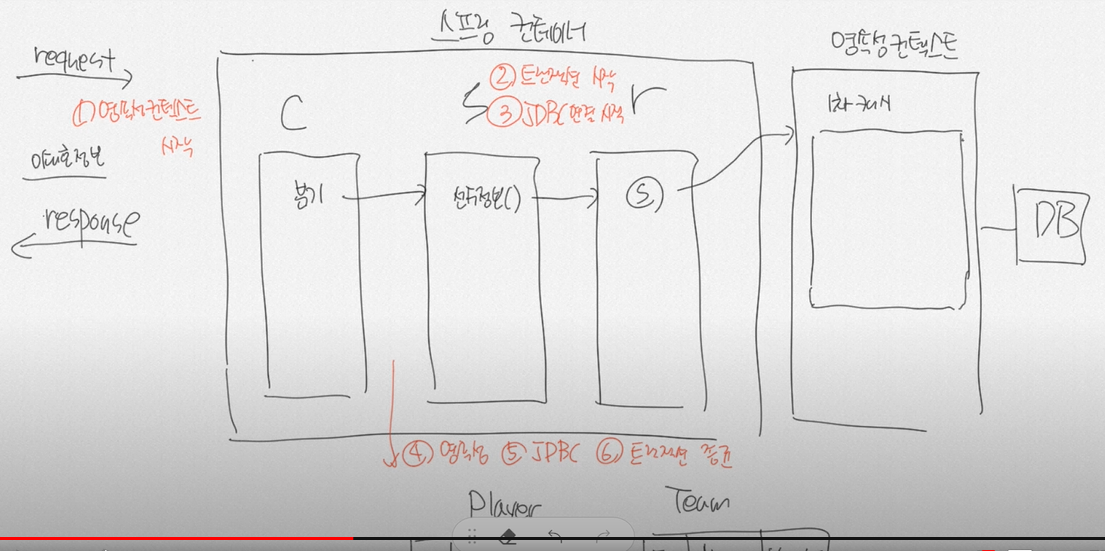 스프링 컨테이너
영속성 컨텍스트
request
① 영속성 컨텍스트
시작
이대호정보
response
C
S
r
② 트랜잭션 시작
③ JDBC 연결 시작
1차 캐시
분기
선수정보()
S
DB
④ 영속성 ⑤ JDBC ⑥ 트랜잭션 종료
Player
Team